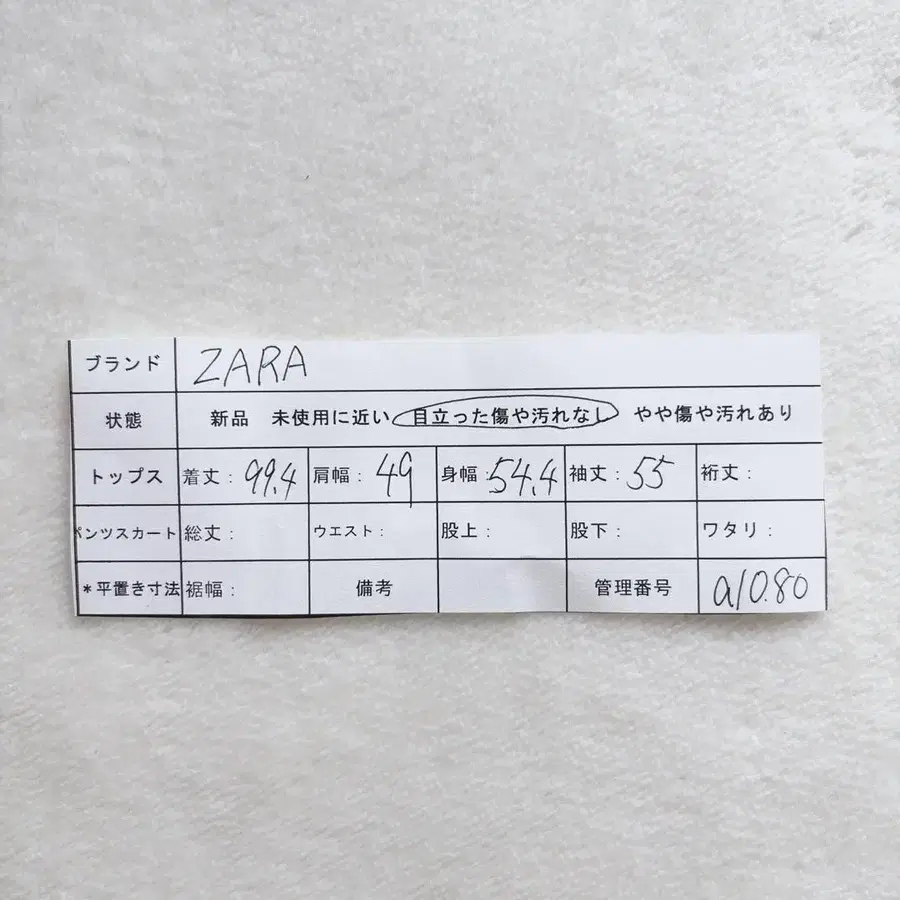 ブランド ZARA
状態 新品 未使用に近い 目立った傷や汚れなし やや傷や汚れあり
トップス 着丈: 99.4 肩幅: 49 身幅: 54.4 袖丈: 55 裄丈:
パンツスカート 総丈: ウエスト: 股上: 股下: ワタリ:
*平置き寸法 裾幅: 備考 管理番号 a10.80